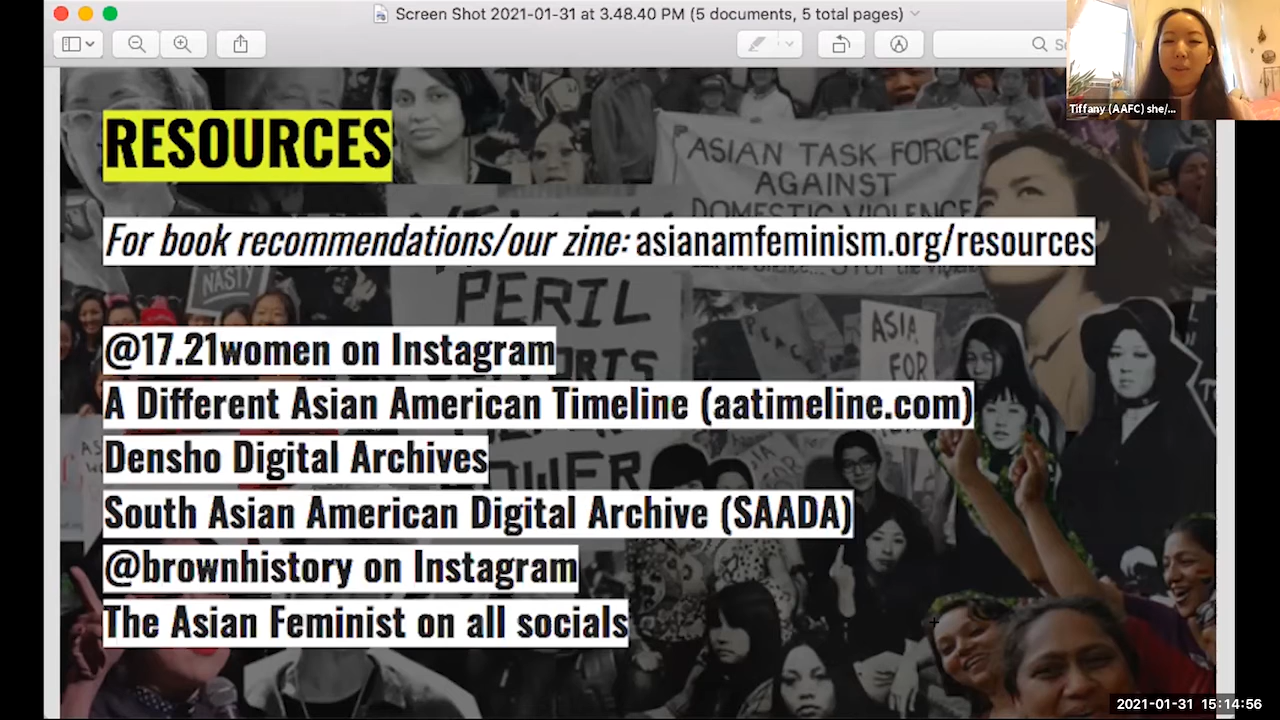 Screen Shot 2021-01-31 at 3.48.40 PM (5 documents, 5 total pages)
Tiffany (AAFC) she/...
RESOURCES
ASIAN TASK FORCE
AGAINST
DOMESTIC VIOLENCE
For book recommendations/our zine: asianamfeminism.org/resources
NASTY
PERIL
ASIA
FOR
@17.21women on Instagram
A Different Asian American Timeline (aatimeline.com)
Densho Digital Archives
South Asian American Digital Archive (SAADA)
@brownhistory on Instagram
The Asian Feminist on all socials
2021-01-31 15:14:56